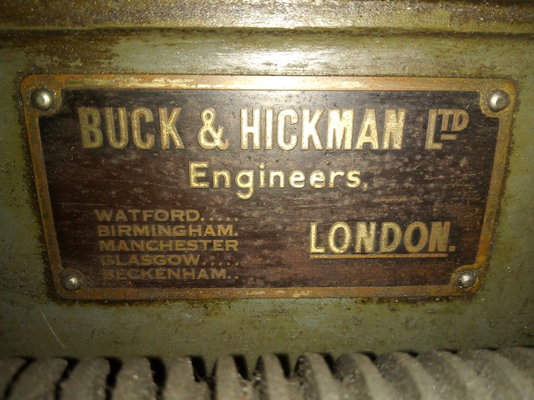 BUCK & HICKMAN LTD
Engineers,
WATFORD.....
BIRMINGHAM.
MANCHESTER
GLASGOW.....
BECKENHAM..
LONDON.